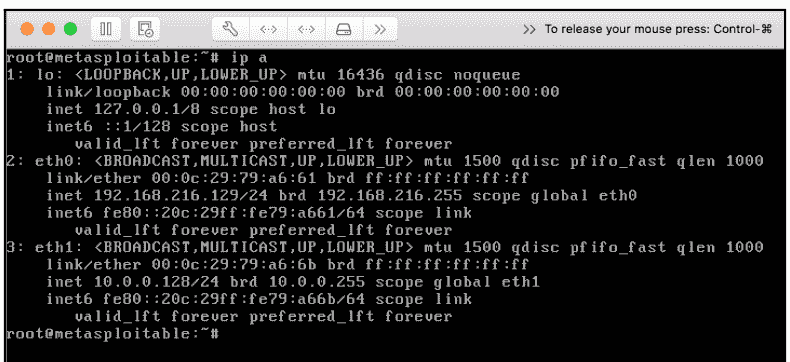 To release your mouse press: Control-⌘
root@metasploitable:~# ip a
1: lo: <LOOPBACK,UP,LOWER_UP> mtu 16436 qdisc noqueue
    link/loopback 00:00:00:00:00:00 brd 00:00:00:00:00:00
    inet 127.0.0.1/8 scope host lo
    inet6 ::1/128 scope host
       valid_lft forever preferred_lft forever
2: eth0: <BROADCAST,MULTICAST,UP,LOWER_UP> mtu 1500 qdisc pfifo_fast qlen 1000
    link/ether 00:0c:29:79:a6:61 brd ff:ff:ff:ff:ff:ff
    inet 192.168.216.129/24 brd 192.168.216.255 scope global eth0
    inet6 fe80::20c:29ff:fe79:a661/64 scope link
       valid_lft forever preferred_lft forever
3: eth1: <BROADCAST,MULTICAST,UP,LOWER_UP> mtu 1500 qdisc pfifo_fast qlen 1000
    link/ether 00:0c:29:79:a6:6b brd ff:ff:ff:ff:ff:ff
    inet 10.0.0.128/24 brd 10.0.0.255 scope global eth1
    inet6 fe80::20c:29ff:fe79:a66b/64 scope link
       valid_lft forever preferred_lft forever
root@metasploitable:~#